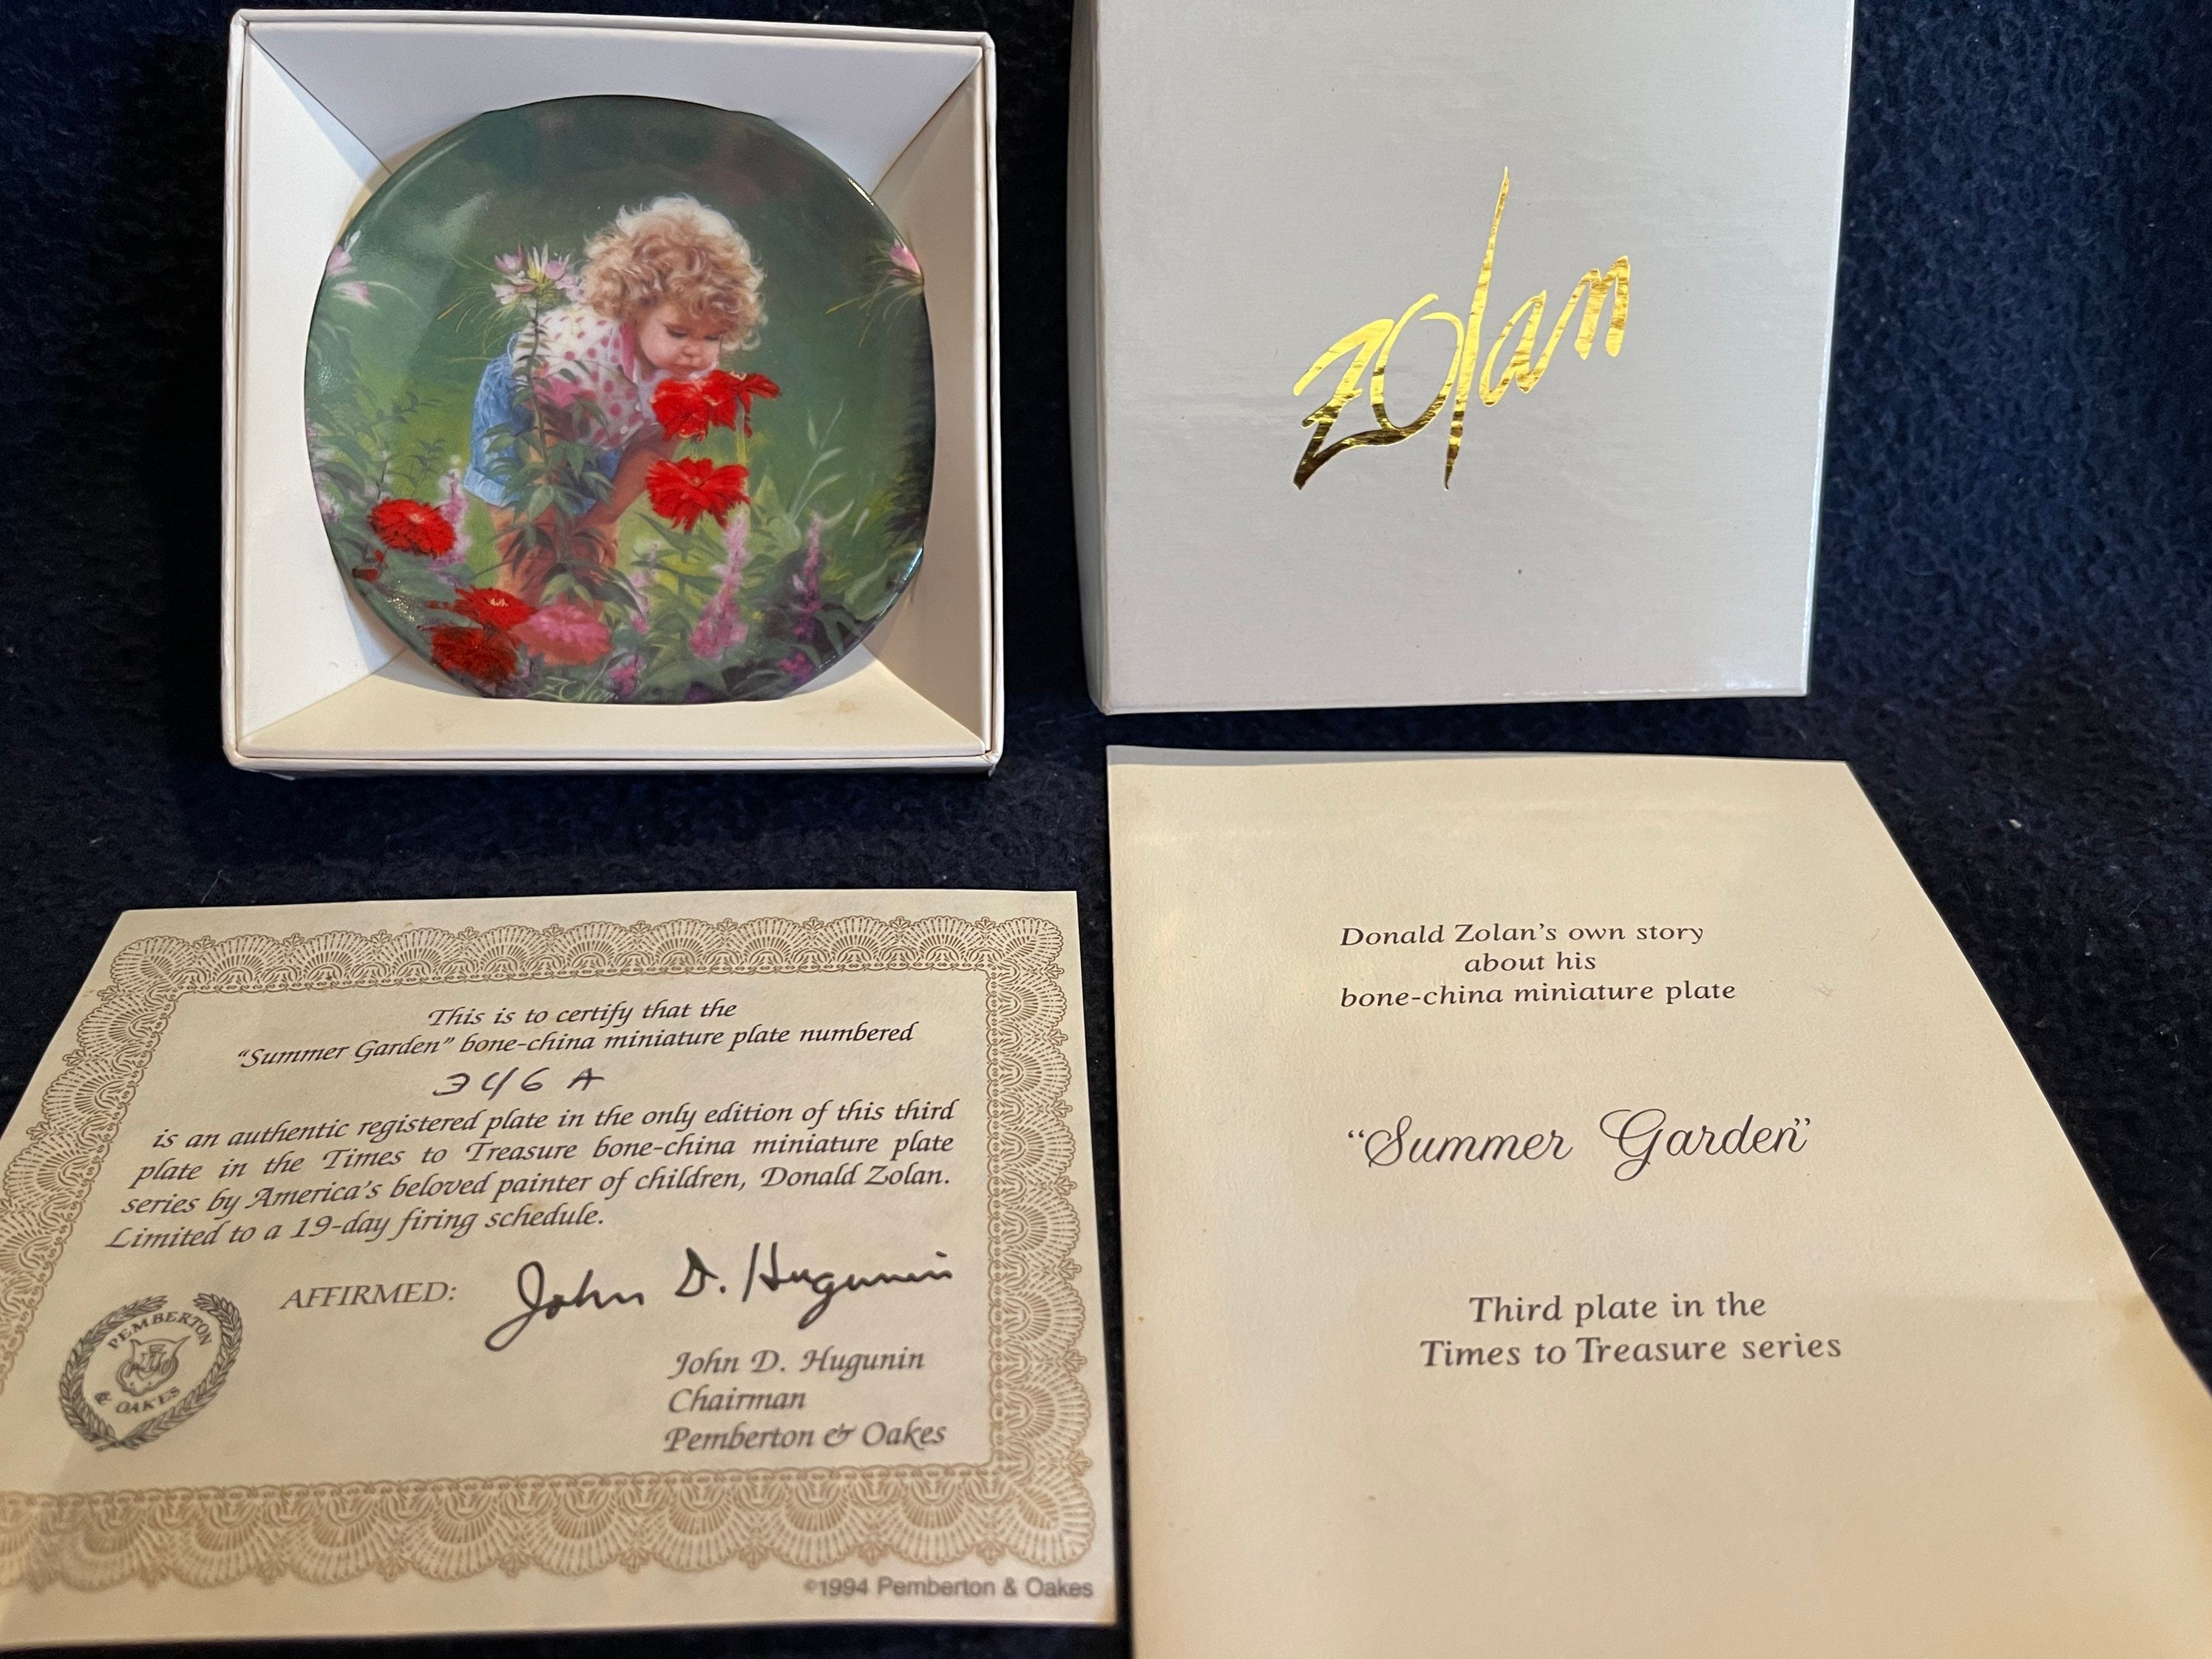 Zolan
Zolan
This is to certify that the
“Summer Garden” bone-china miniature plate numbered
346 A
is an authentic registered plate in the only edition of this third
plate in the Times to Treasure bone-china miniature plate
series by America’s beloved painter of children, Donald Zolan.
Limited to a 19-day firing schedule.
AFFIRMED:
John D. Hugunin
John D. Hugunin
Chairman
Pemberton & Oakes
PEMBERTON
& OAKES
©1994 Pemberton & Oakes
Donald Zolan’s own story
about his
bone-china miniature plate
“Summer Garden”
Third plate in the
Times to Treasure series